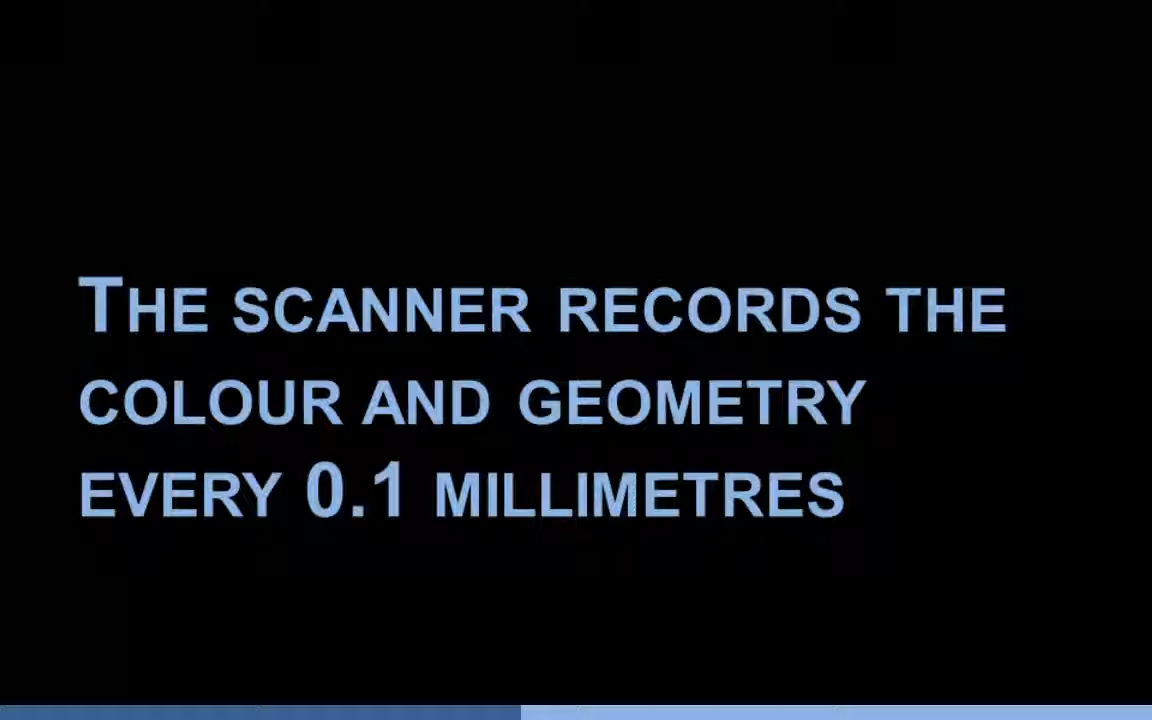 The scanner records the
colour and geometry
every 0.1 millimetres